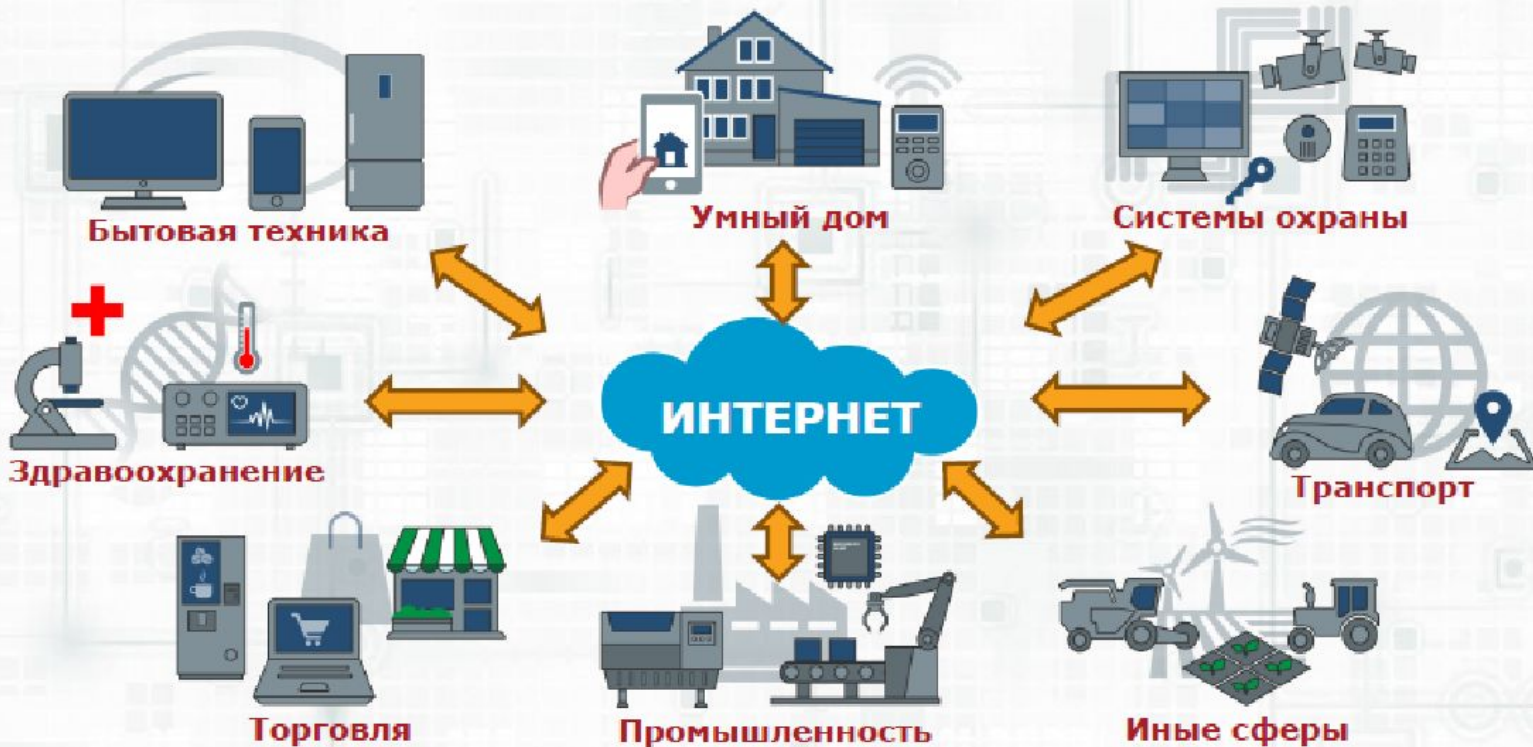 Бытовая техника
Умный дом
Системы охраны
Здравоохранение
ИНТЕРНЕТ
Транспорт
Торговля
Промышленность
Иные сферы